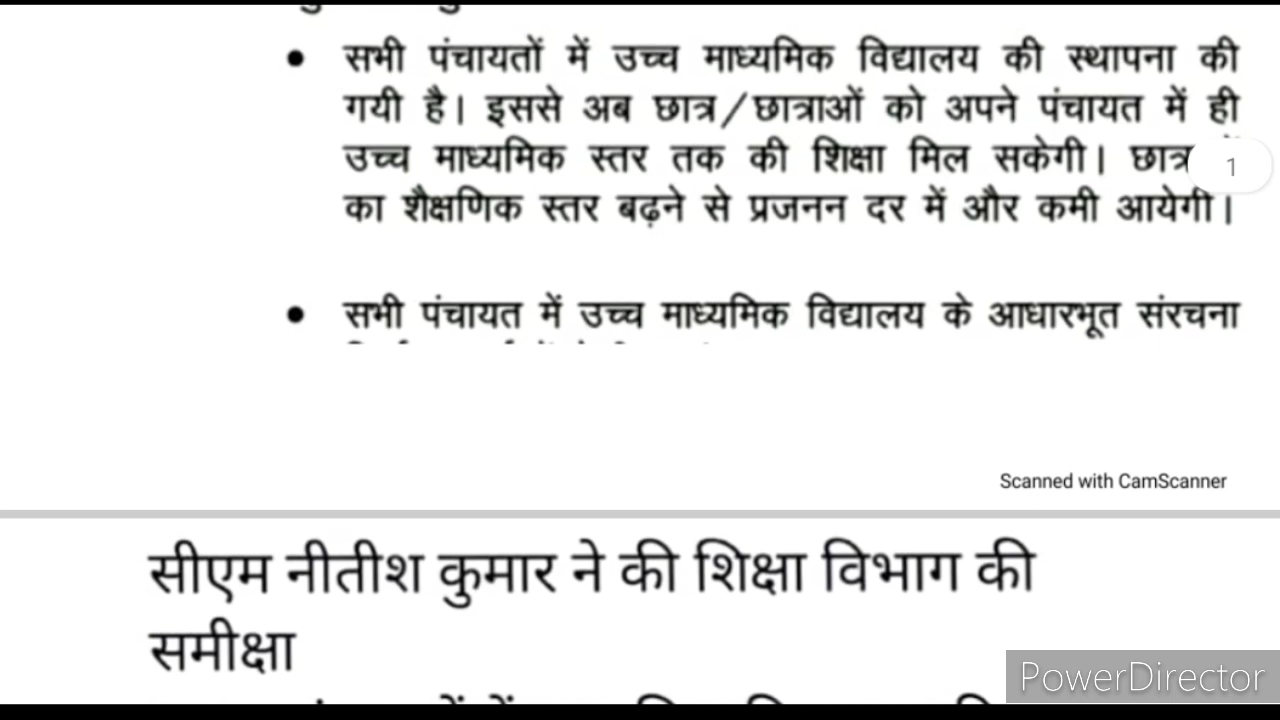 सभी पंचायतों में उच्च माध्यमिक विद्यालय की स्थापना की
गयी है। इससे अब छात्र/छात्राओं को अपने पंचायत में ही
उच्च माध्यमिक स्तर तक की शिक्षा मिल सकेगी।
1
का शैक्षणिक स्तर बढ़ने से प्रजनन दर में और कमी आयेगी।
सभी पंचायत में उच्च माध्यमिक विद्यालय के आधारभूत संरचना
Scanned with CamScanner
सीएम नीतीश कुमार ने की शिक्षा विभाग की
समीक्षा
PowerDirector